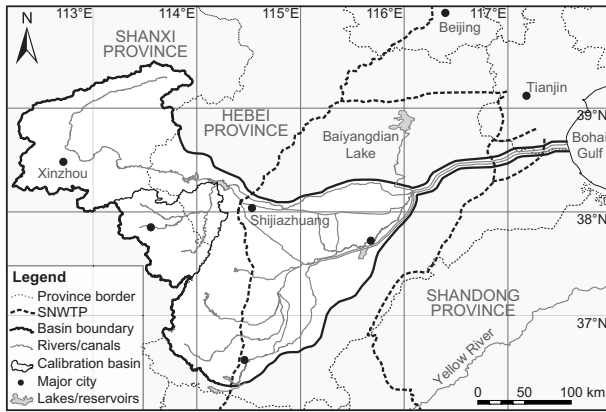 113°E
114°E
115°E
116°E
117°E
SHANXI
PROVINCE
Beijing
Tianjin
HEBEI
PROVINCE
39°N
Baiyangdian
Lake
Bohai
Gulf
Xinzhou
Shijiazhuang
38°N
Legend
Province border
SNWTP
Basin boundary
Rivers/canals
Calibration basin
Major city
Lakes/reservoirs
SHANDONG
PROVINCE
37°N
Yellow River
N
0 50 100 km